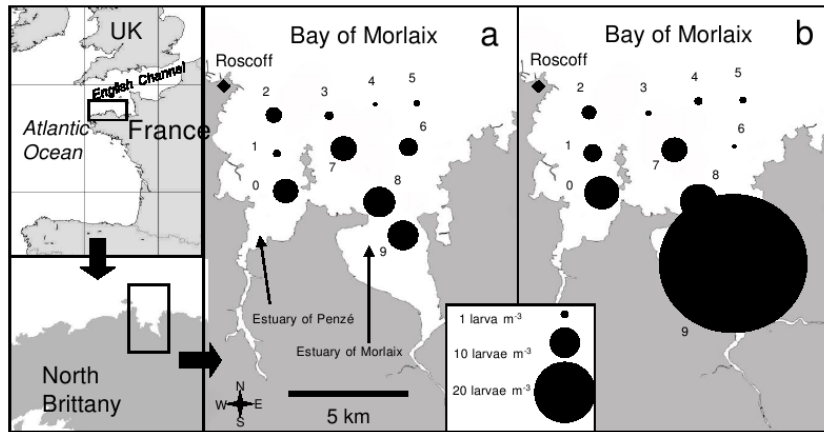 UK
English Channel
Atlantic
Ocean
France
North
Brittany
Bay of Morlaix
a
Roscoff
2
3
4
5
1
7
6
0
8
9
Estuary of Penzé
Estuary of Morlaix
N
W E
S
5 km
Bay of Morlaix
b
Roscoff
2
3
4
5
1
7
6
0
8
9
1 larva m⁻³
10 larvae m⁻³
20 larvae m⁻³